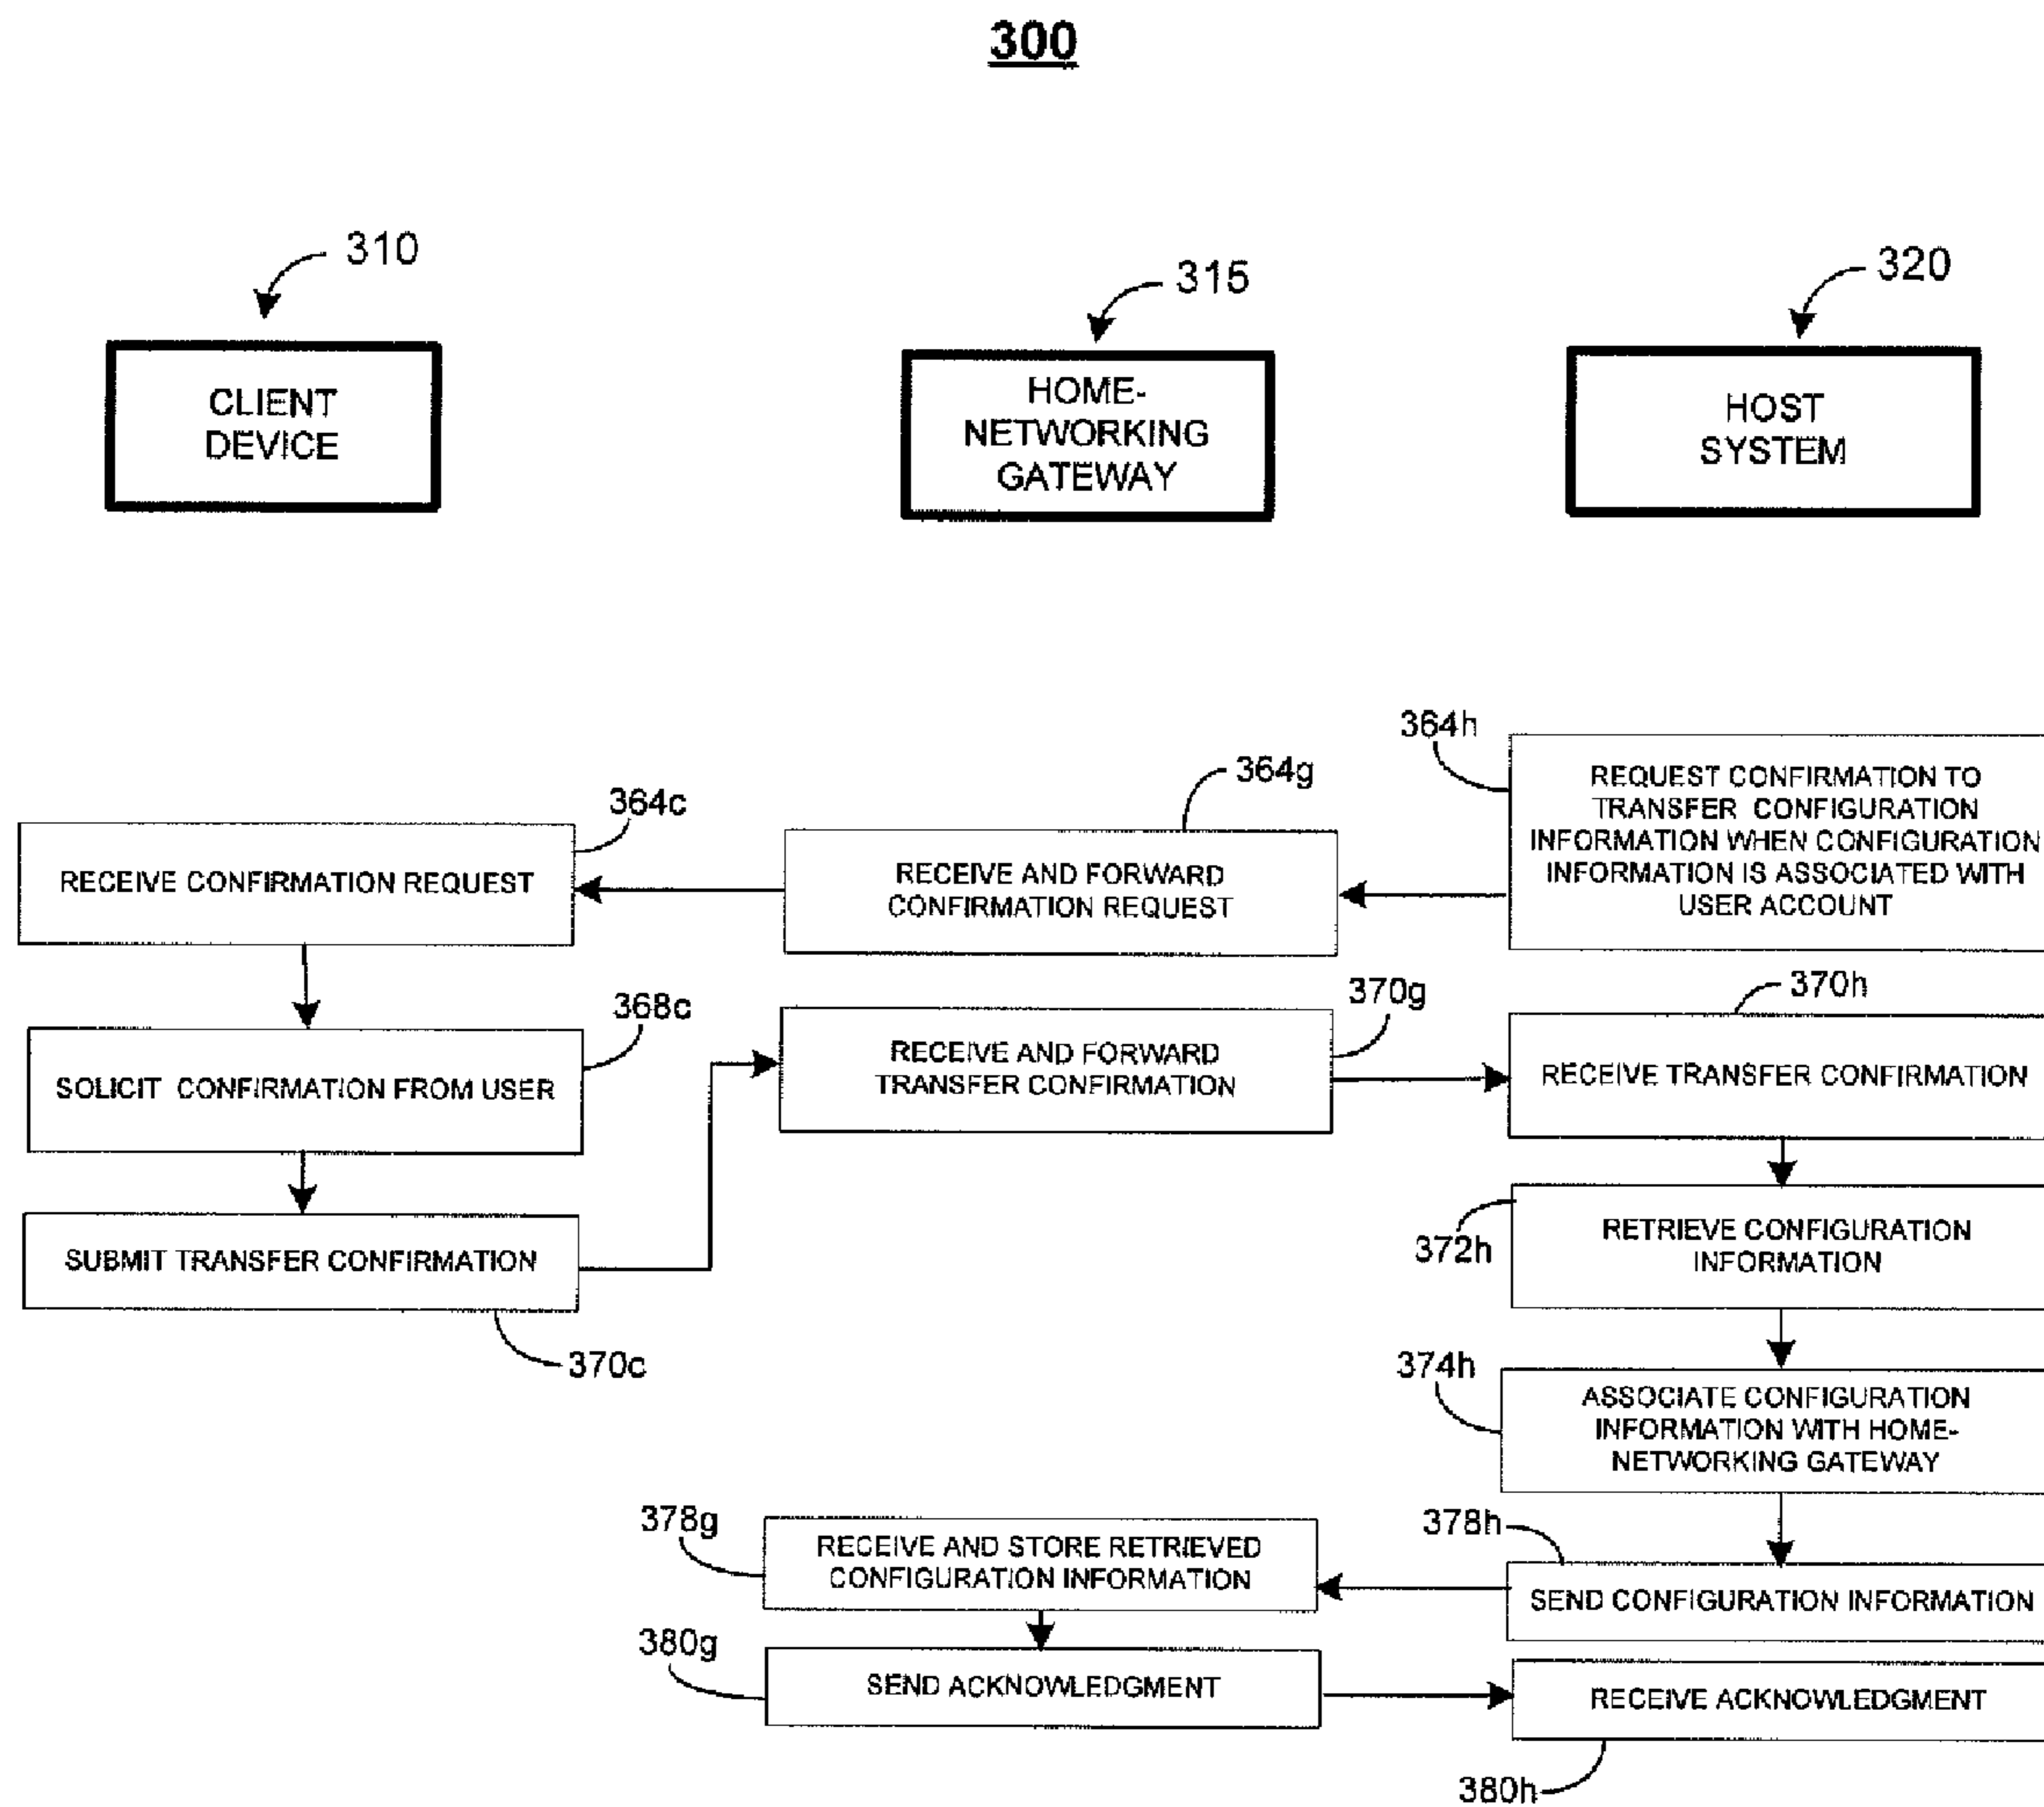 300
310
315
320
CLIENT
DEVICE
HOME-
NETWORKING
GATEWAY
HOST
SYSTEM
364h
364g
364c
REQUEST CONFIRMATION TO
TRANSFER CONFIGURATION
INFORMATION WHEN CONFIGURATION
INFORMATION IS ASSOCIATED WITH
USER ACCOUNT
RECEIVE AND FORWARD
CONFIRMATION REQUEST
RECEIVE CONFIRMATION REQUEST
368c
370g
370h
SOLICIT CONFIRMATION FROM USER
RECEIVE AND FORWARD
TRANSFER CONFIRMATION
RECEIVE TRANSFER CONFIRMATION
SUBMIT TRANSFER CONFIRMATION
370c
372h
RETRIEVE CONFIGURATION
INFORMATION
374h
ASSOCIATE CONFIGURATION
INFORMATION WITH HOME-
NETWORKING GATEWAY
378g
RECEIVE AND STORE RETRIEVED
CONFIGURATION INFORMATION
378h
SEND CONFIGURATION INFORMATION
380g
SEND ACKNOWLEDGMENT
RECEIVE ACKNOWLEDGMENT
380h